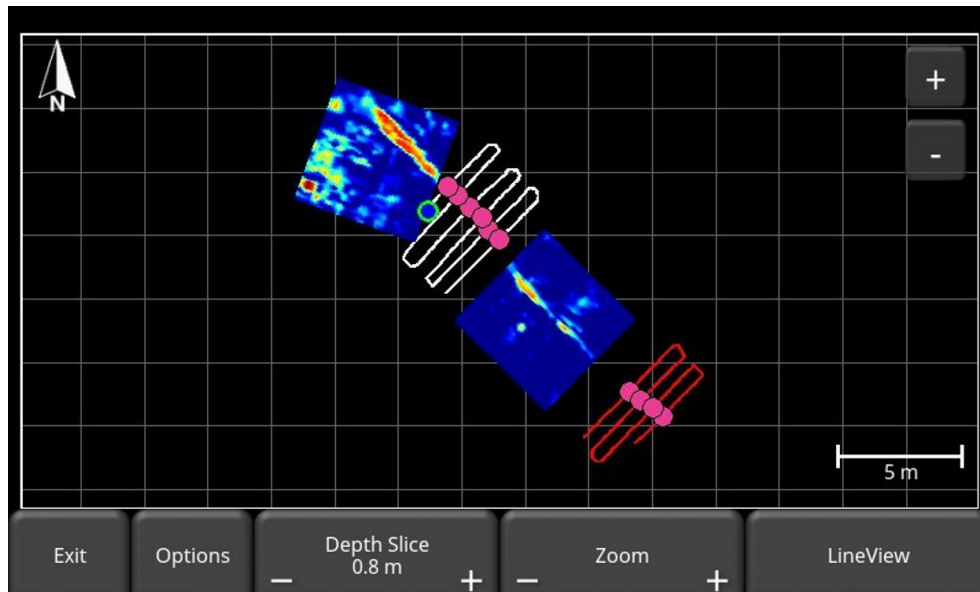 N
+
-
5 m
Exit
Options
Depth Slice
0.8 m
− +
Zoom
− +
LineView